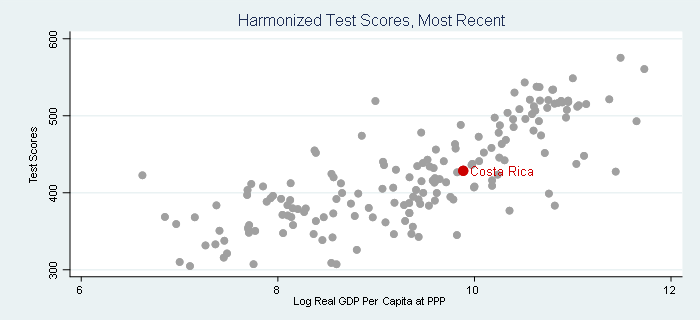 Harmonized Test Scores, Most Recent
600
500
400
300
Test Scores
Costa Rica
6
8
10
12
Log Real GDP Per Capita at PPP